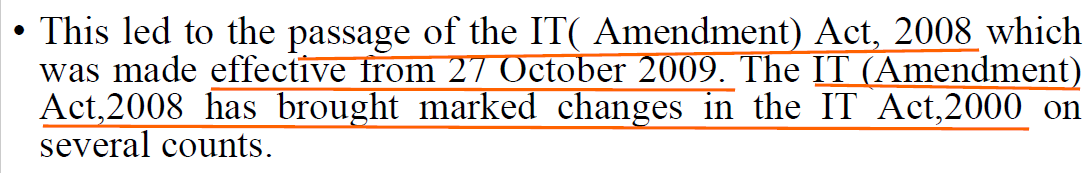 • This led to the passage of the IT( Amendment) Act, 2008 which
was made effective from 27 October 2009. The IT (Amendment)
Act,2008 has brought marked changes in the IT Act,2000 on
several counts.